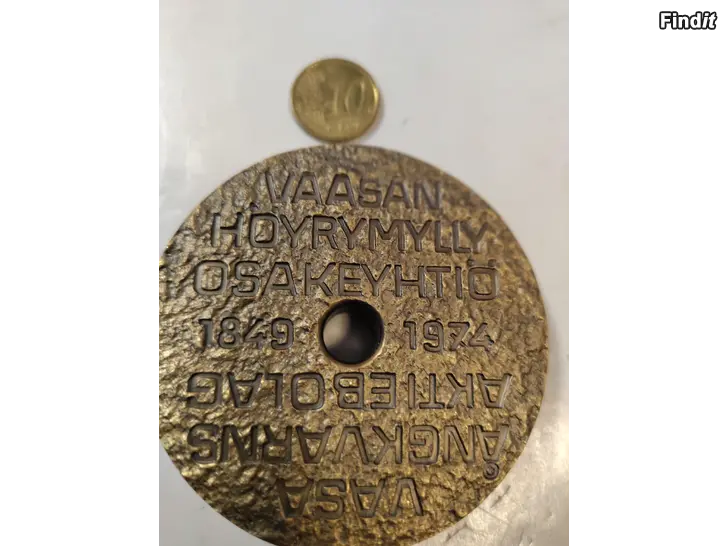 Findit
10
VAASAN
HÖYRYMYLLY
OSAKEYHTIÖ
1849 1974
VASA
ÅNGKVARNS
AKTIEBOLAG